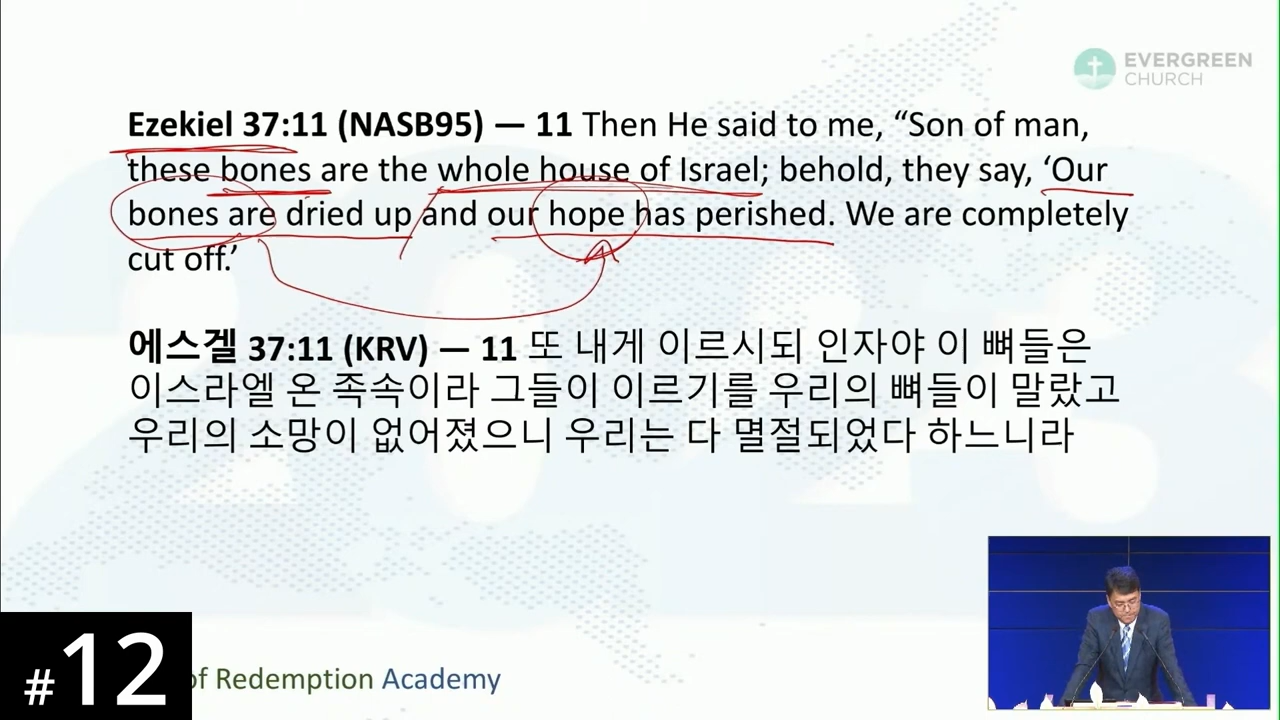 EVERGREEN
CHURCH
Ezekiel 37:11 (NASB95) — 11 Then He said to me, “Son of man,
these bones are the whole house of Israel; behold, they say, ‘Our
bones are dried up and our hope has perished. We are completely
cut off.’
에스겔 37:11 (KRV) — 11 또 내게 이르시되 인자야 이 뼈들은
이스라엘 온 족속이라 그들이 이르기를 우리의 뼈들이 말랐고
우리의 소망이 없어졌으니 우리는 다 멸절되었다 하느니라
of Redemption Academy
#12